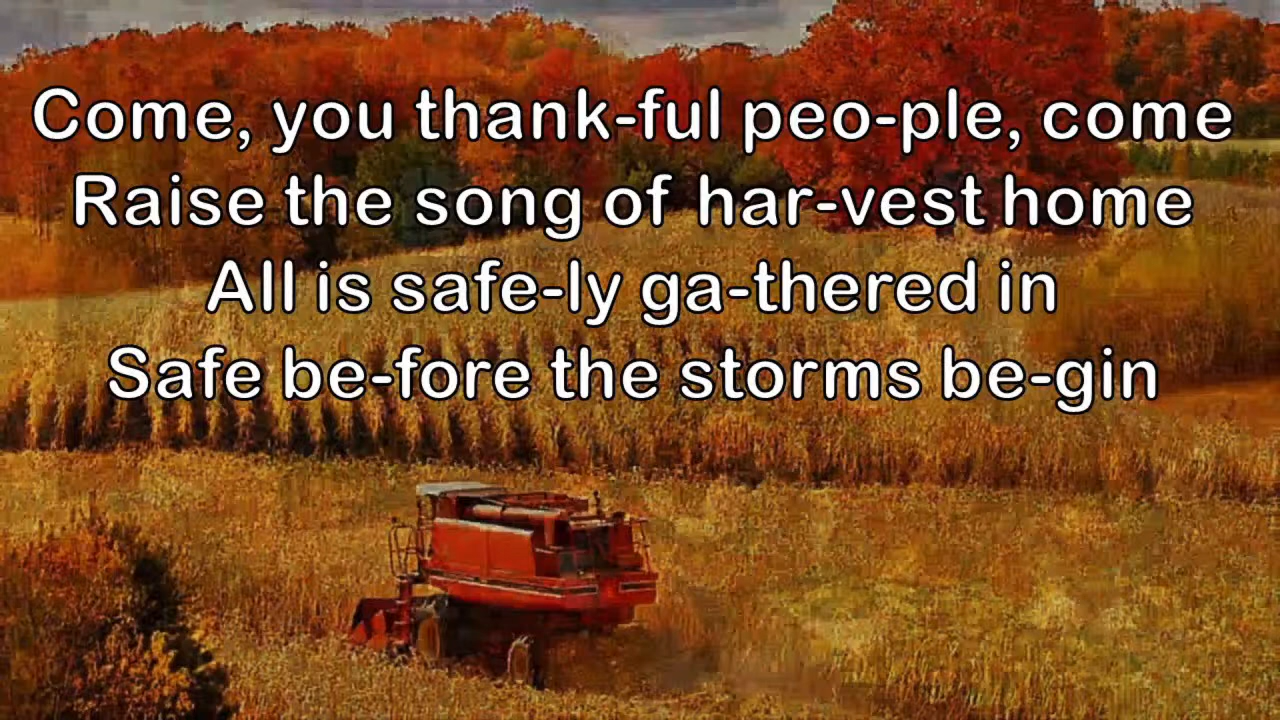 Come, you thank-ful peo-ple, come
Raise the song of har-vest home
All is safe-ly ga-thered in
Safe be-fore the storms be-gin